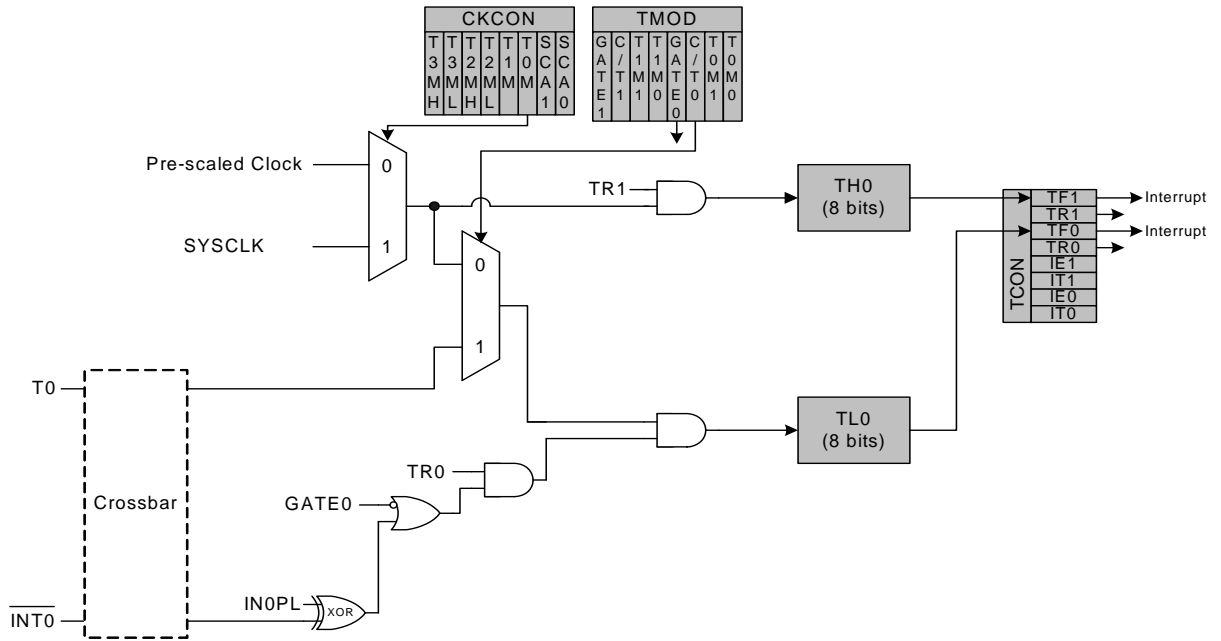 CKCON
T3MH T3ML T2MH T2ML T1M T0M SCA1 SCA0
TMOD
GATE1 C/T1 T1M1 T1M0 GATE0 C/T0 T0M1 T0M0
Pre-scaled Clock
0
SYSCLK
1
TR1
TH0
(8 bits)
TCON
TF1
TR1
TF0
TR0
IE1
IT1
IE0
IT0
Interrupt
Interrupt
0
1
T0
Crossbar
TL0
(8 bits)
TR0
GATE0
IN0PL
XOR
INT0